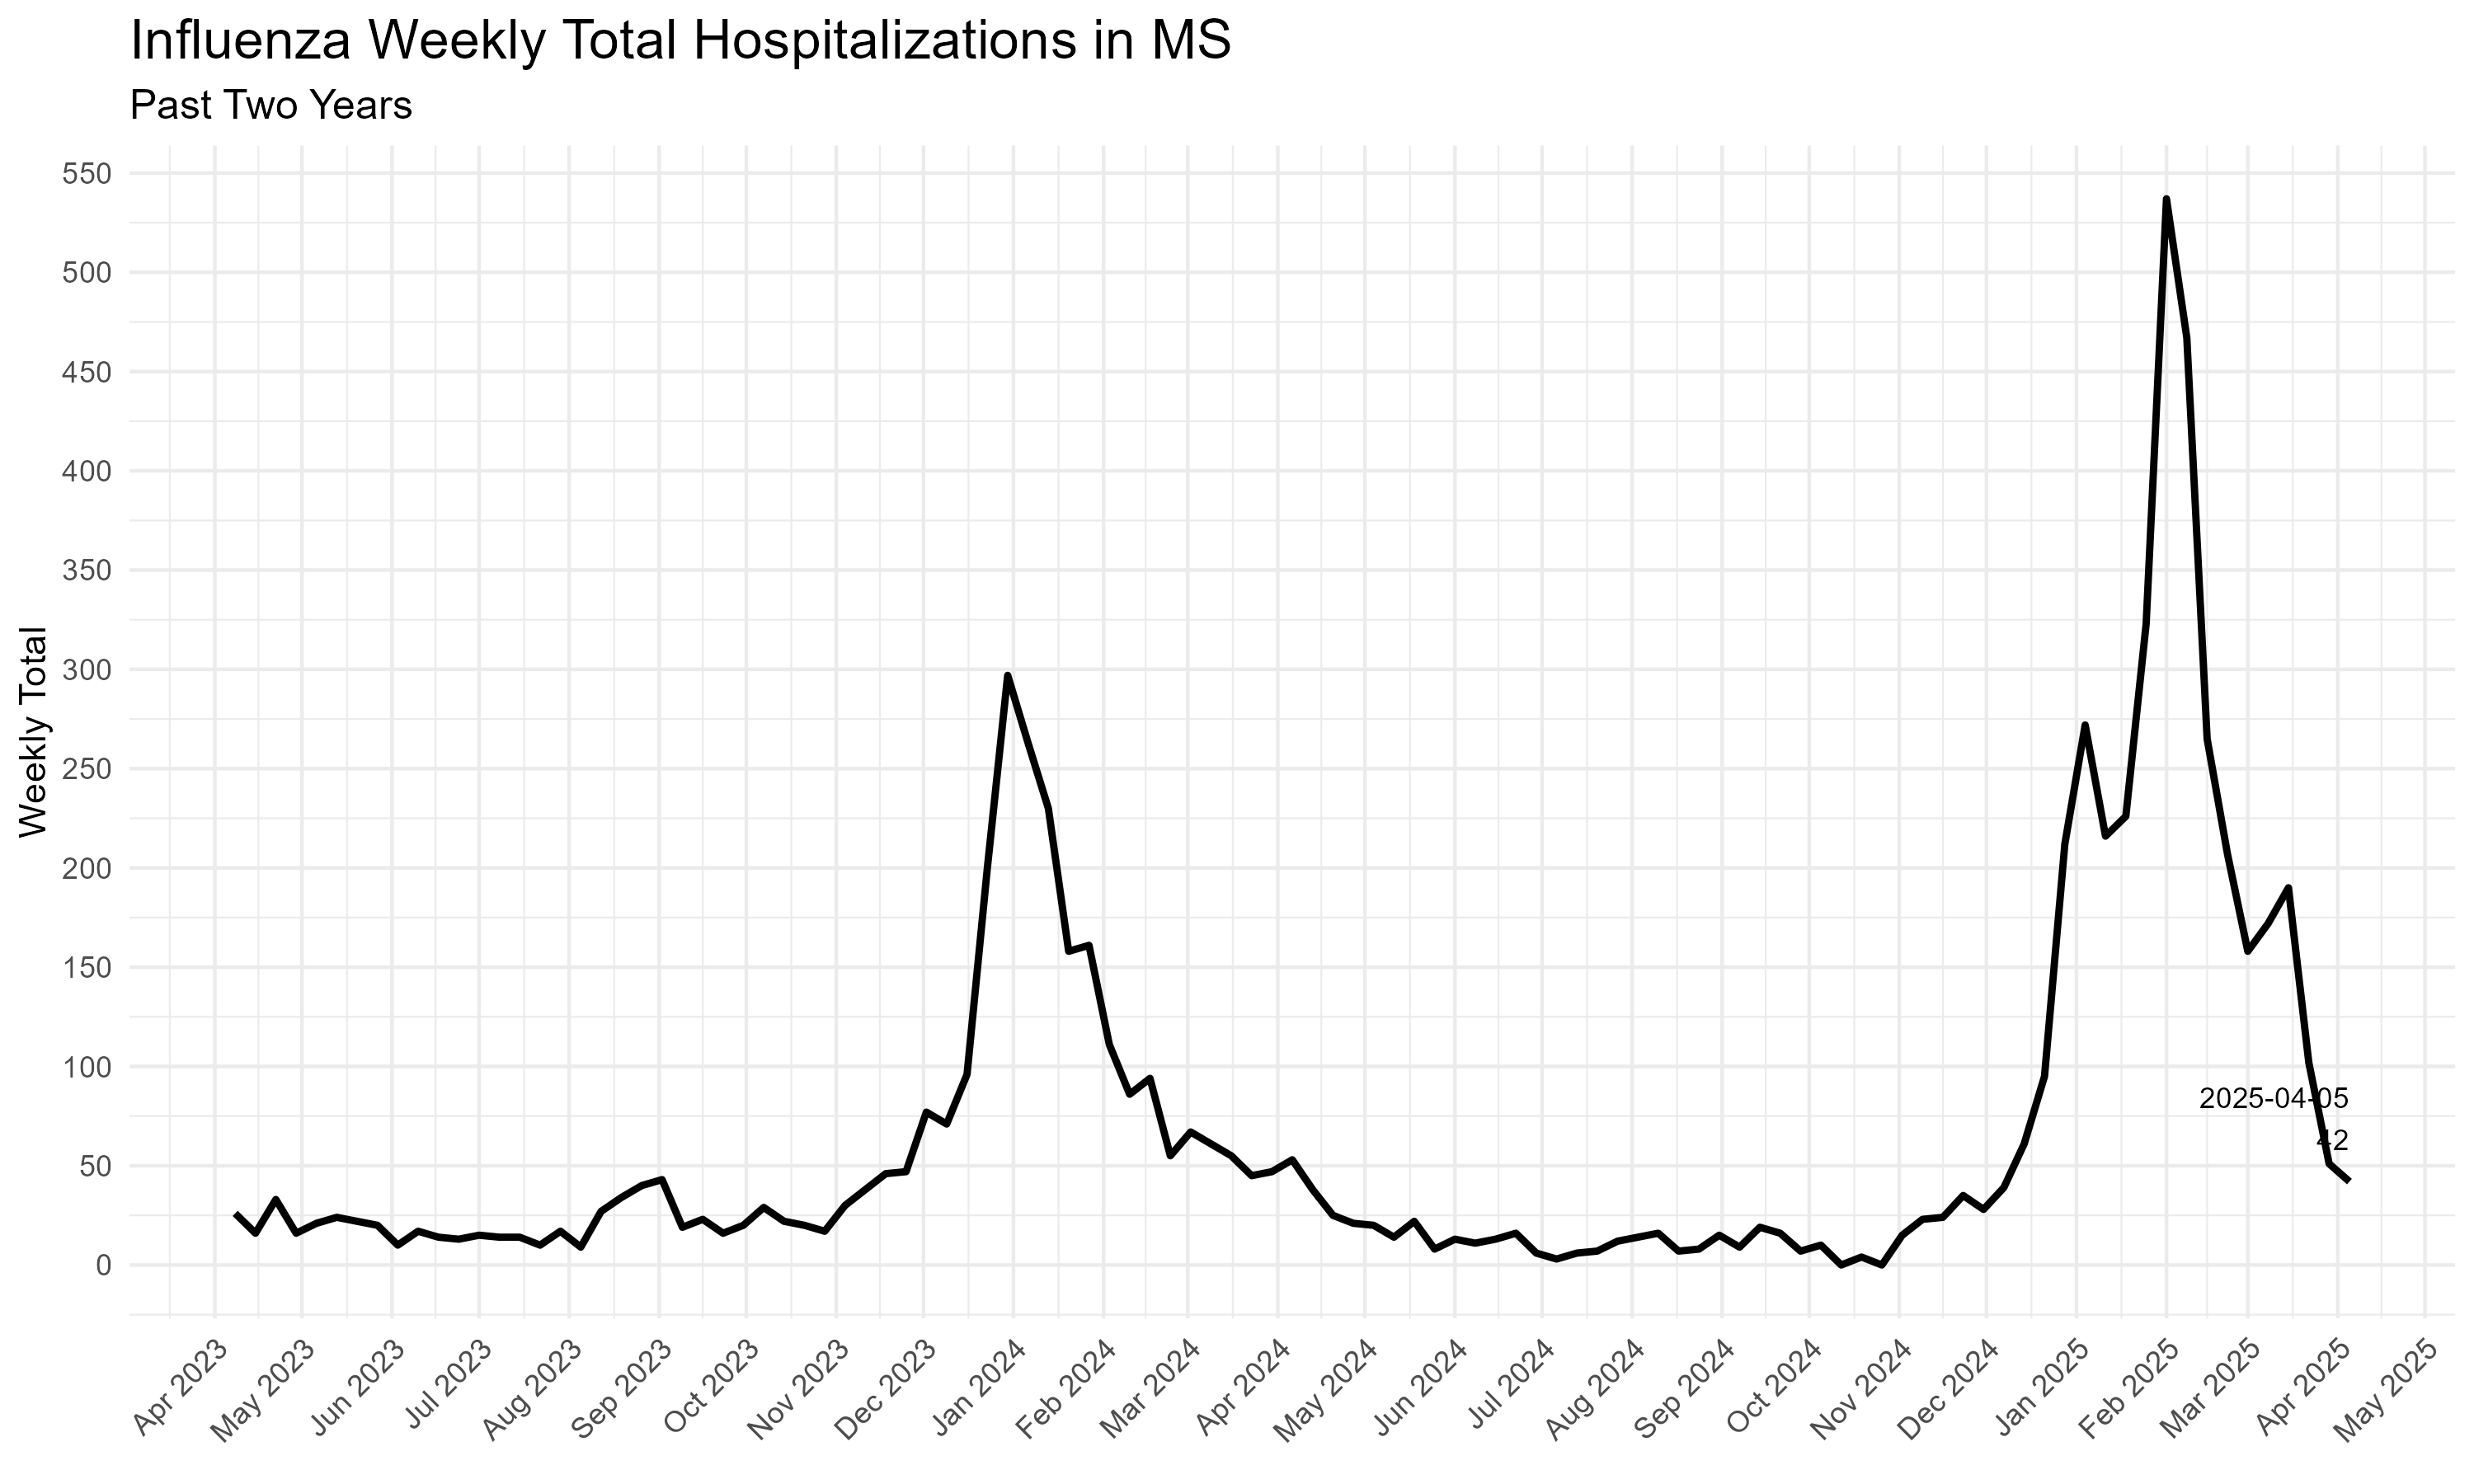 Influenza Weekly Total Hospitalizations in MS
Past Two Years
Weekly Total
550
500
450
400
350
300
250
200
150
100
50
0
2025-04-05
42
Apr 2023
May 2023
Jun 2023
Jul 2023
Aug 2023
Sep 2023
Oct 2023
Nov 2023
Dec 2023
Jan 2024
Feb 2024
Mar 2024
Apr 2024
May 2024
Jun 2024
Jul 2024
Aug 2024
Sep 2024
Oct 2024
Nov 2024
Dec 2024
Jan 2025
Feb 2025
Mar 2025
Apr 2025
May 2025